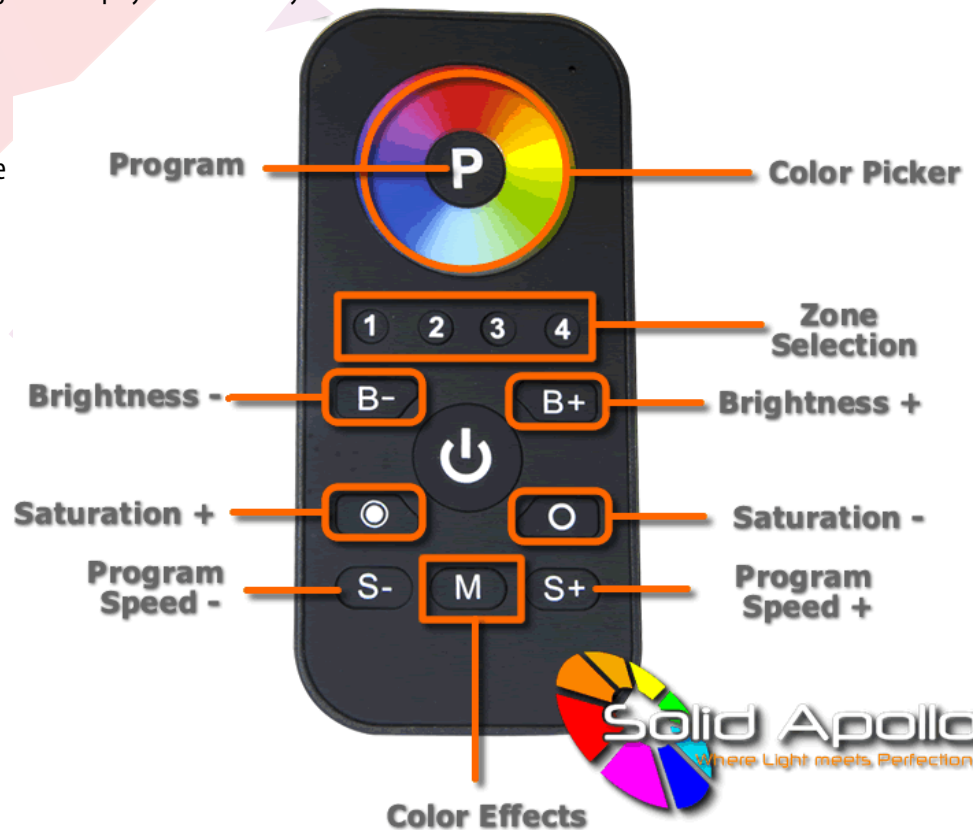 e
Program
P
Color Picker
1 2 3 4
Zone
Selection
Brightness -
B-
B+
Brightness +
Saturation +
Saturation -
Program
Speed -
S-
M
S+
Program
Speed +
Solid Apollo
Where Light meets Perfection
Color Effects